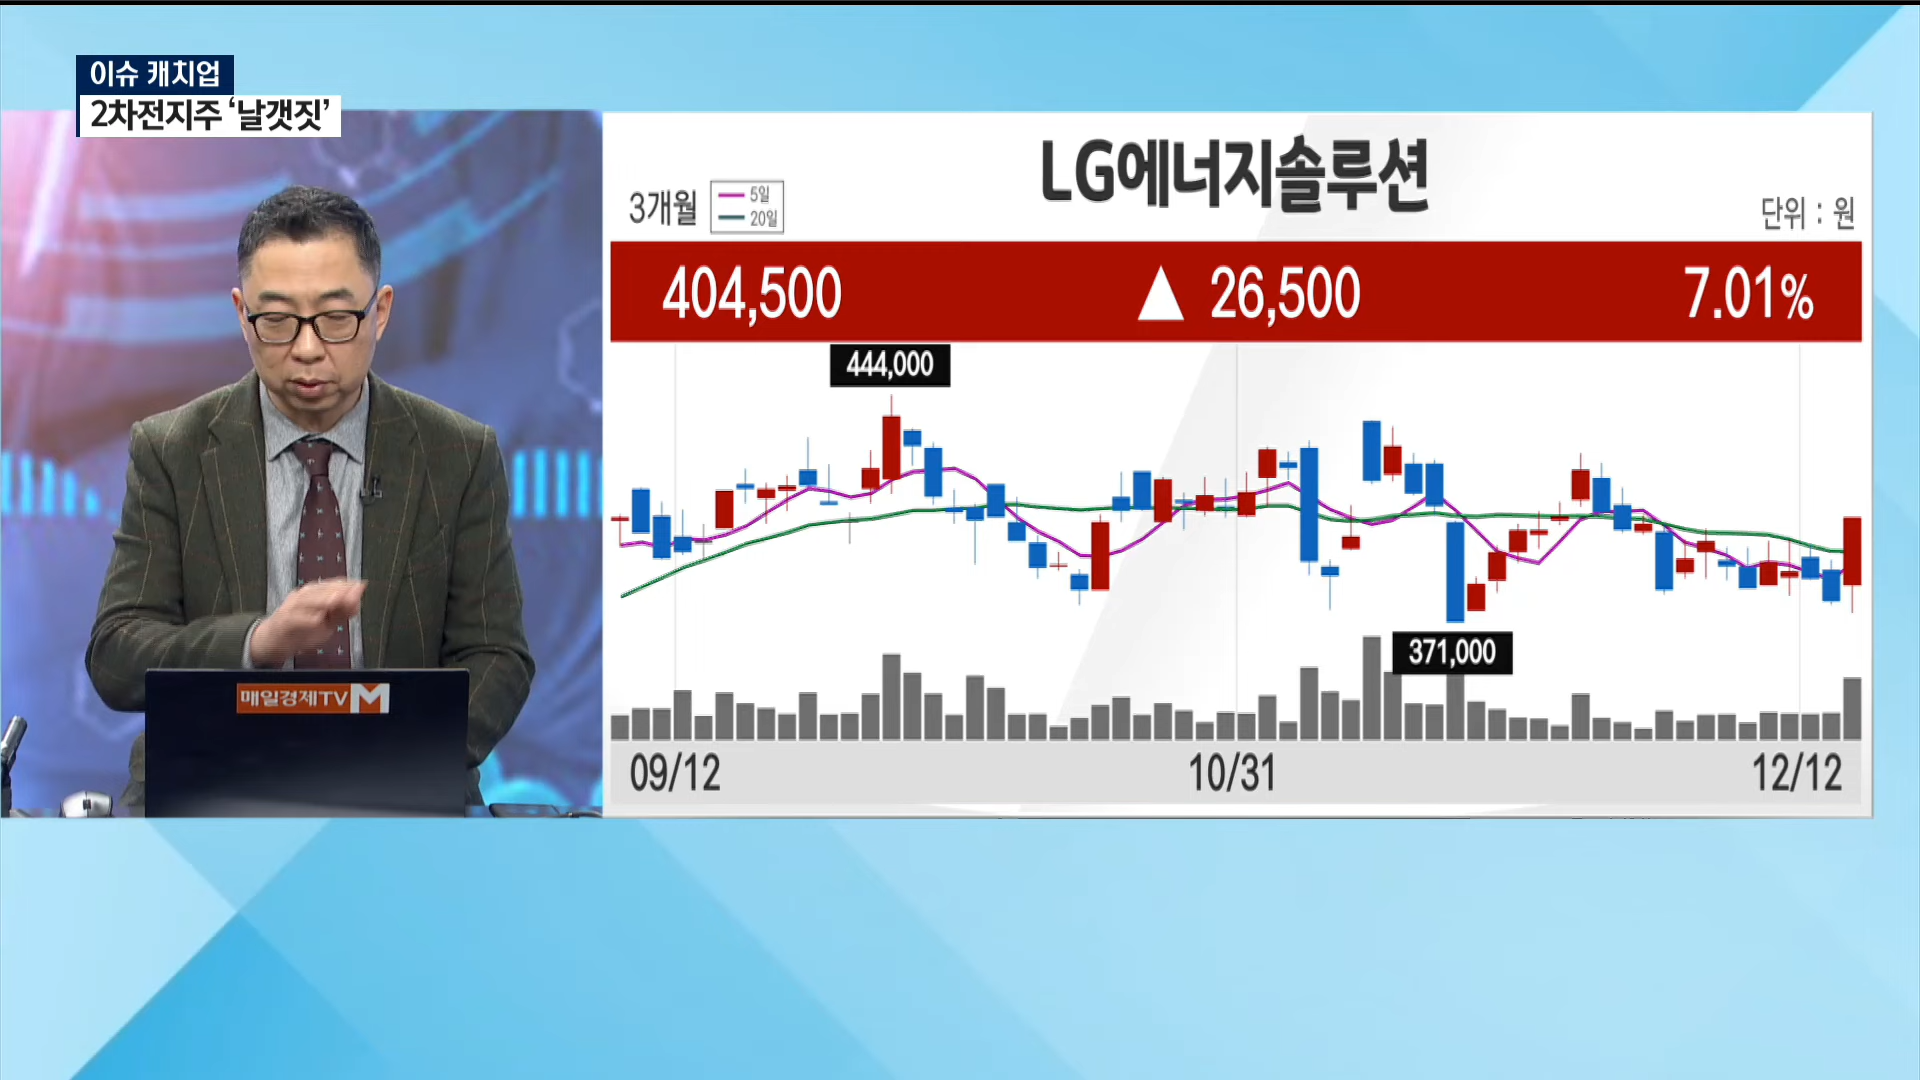 이슈 캐치업
2차전지주 ‘날갯짓’
LG에너지솔루션
3개월
5일
20일
단위 : 원
404,500 ▲ 26,500 7.01%
444,000
371,000
09/12 10/31 12/12
매일경제TV M